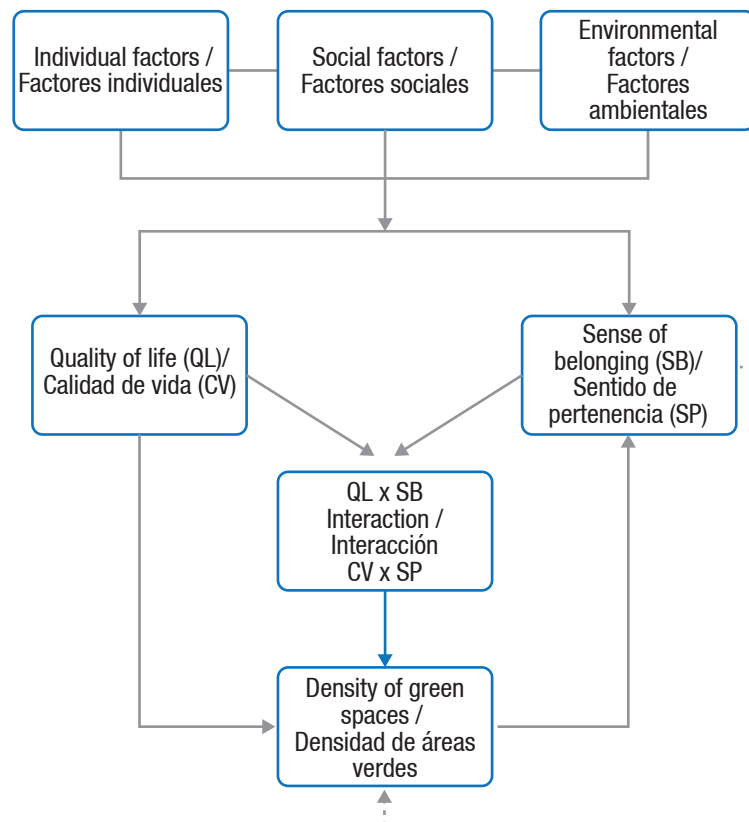 Individual factors /
Factores individuales
Social factors /
Factores sociales
Environmental
factors /
Factores
ambientales
Quality of life (QL)/
Calidad de vida (CV)
Sense of
belonging (SB)/
Sentido de
pertenencia (SP)
QL x SB
Interaction /
Interacción
CV x SP
Density of green
spaces /
Densidad de áreas
verdes